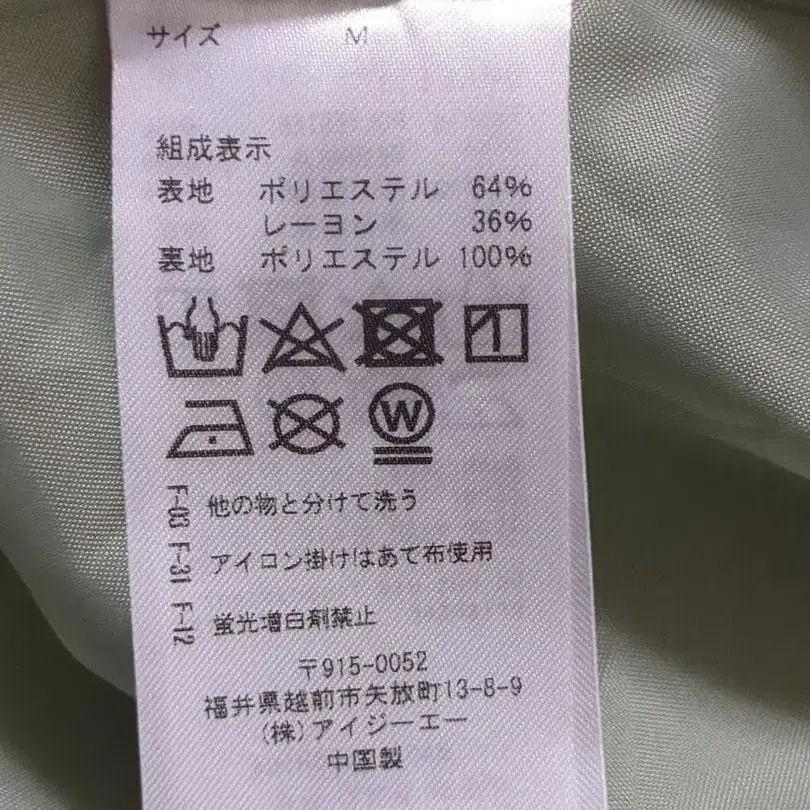 サイズ M
組成表示
表地 ポリエステル 64%
レーヨン 36%
裏地 ポリエステル 100%
W
F-03 他の物と分けて洗う
F-31 アイロン掛けはあて布使用
F-12 蛍光増白剤禁止
〒915-0052
福井県越前市矢放町13-8-9
(株)アイジーエー
中国製